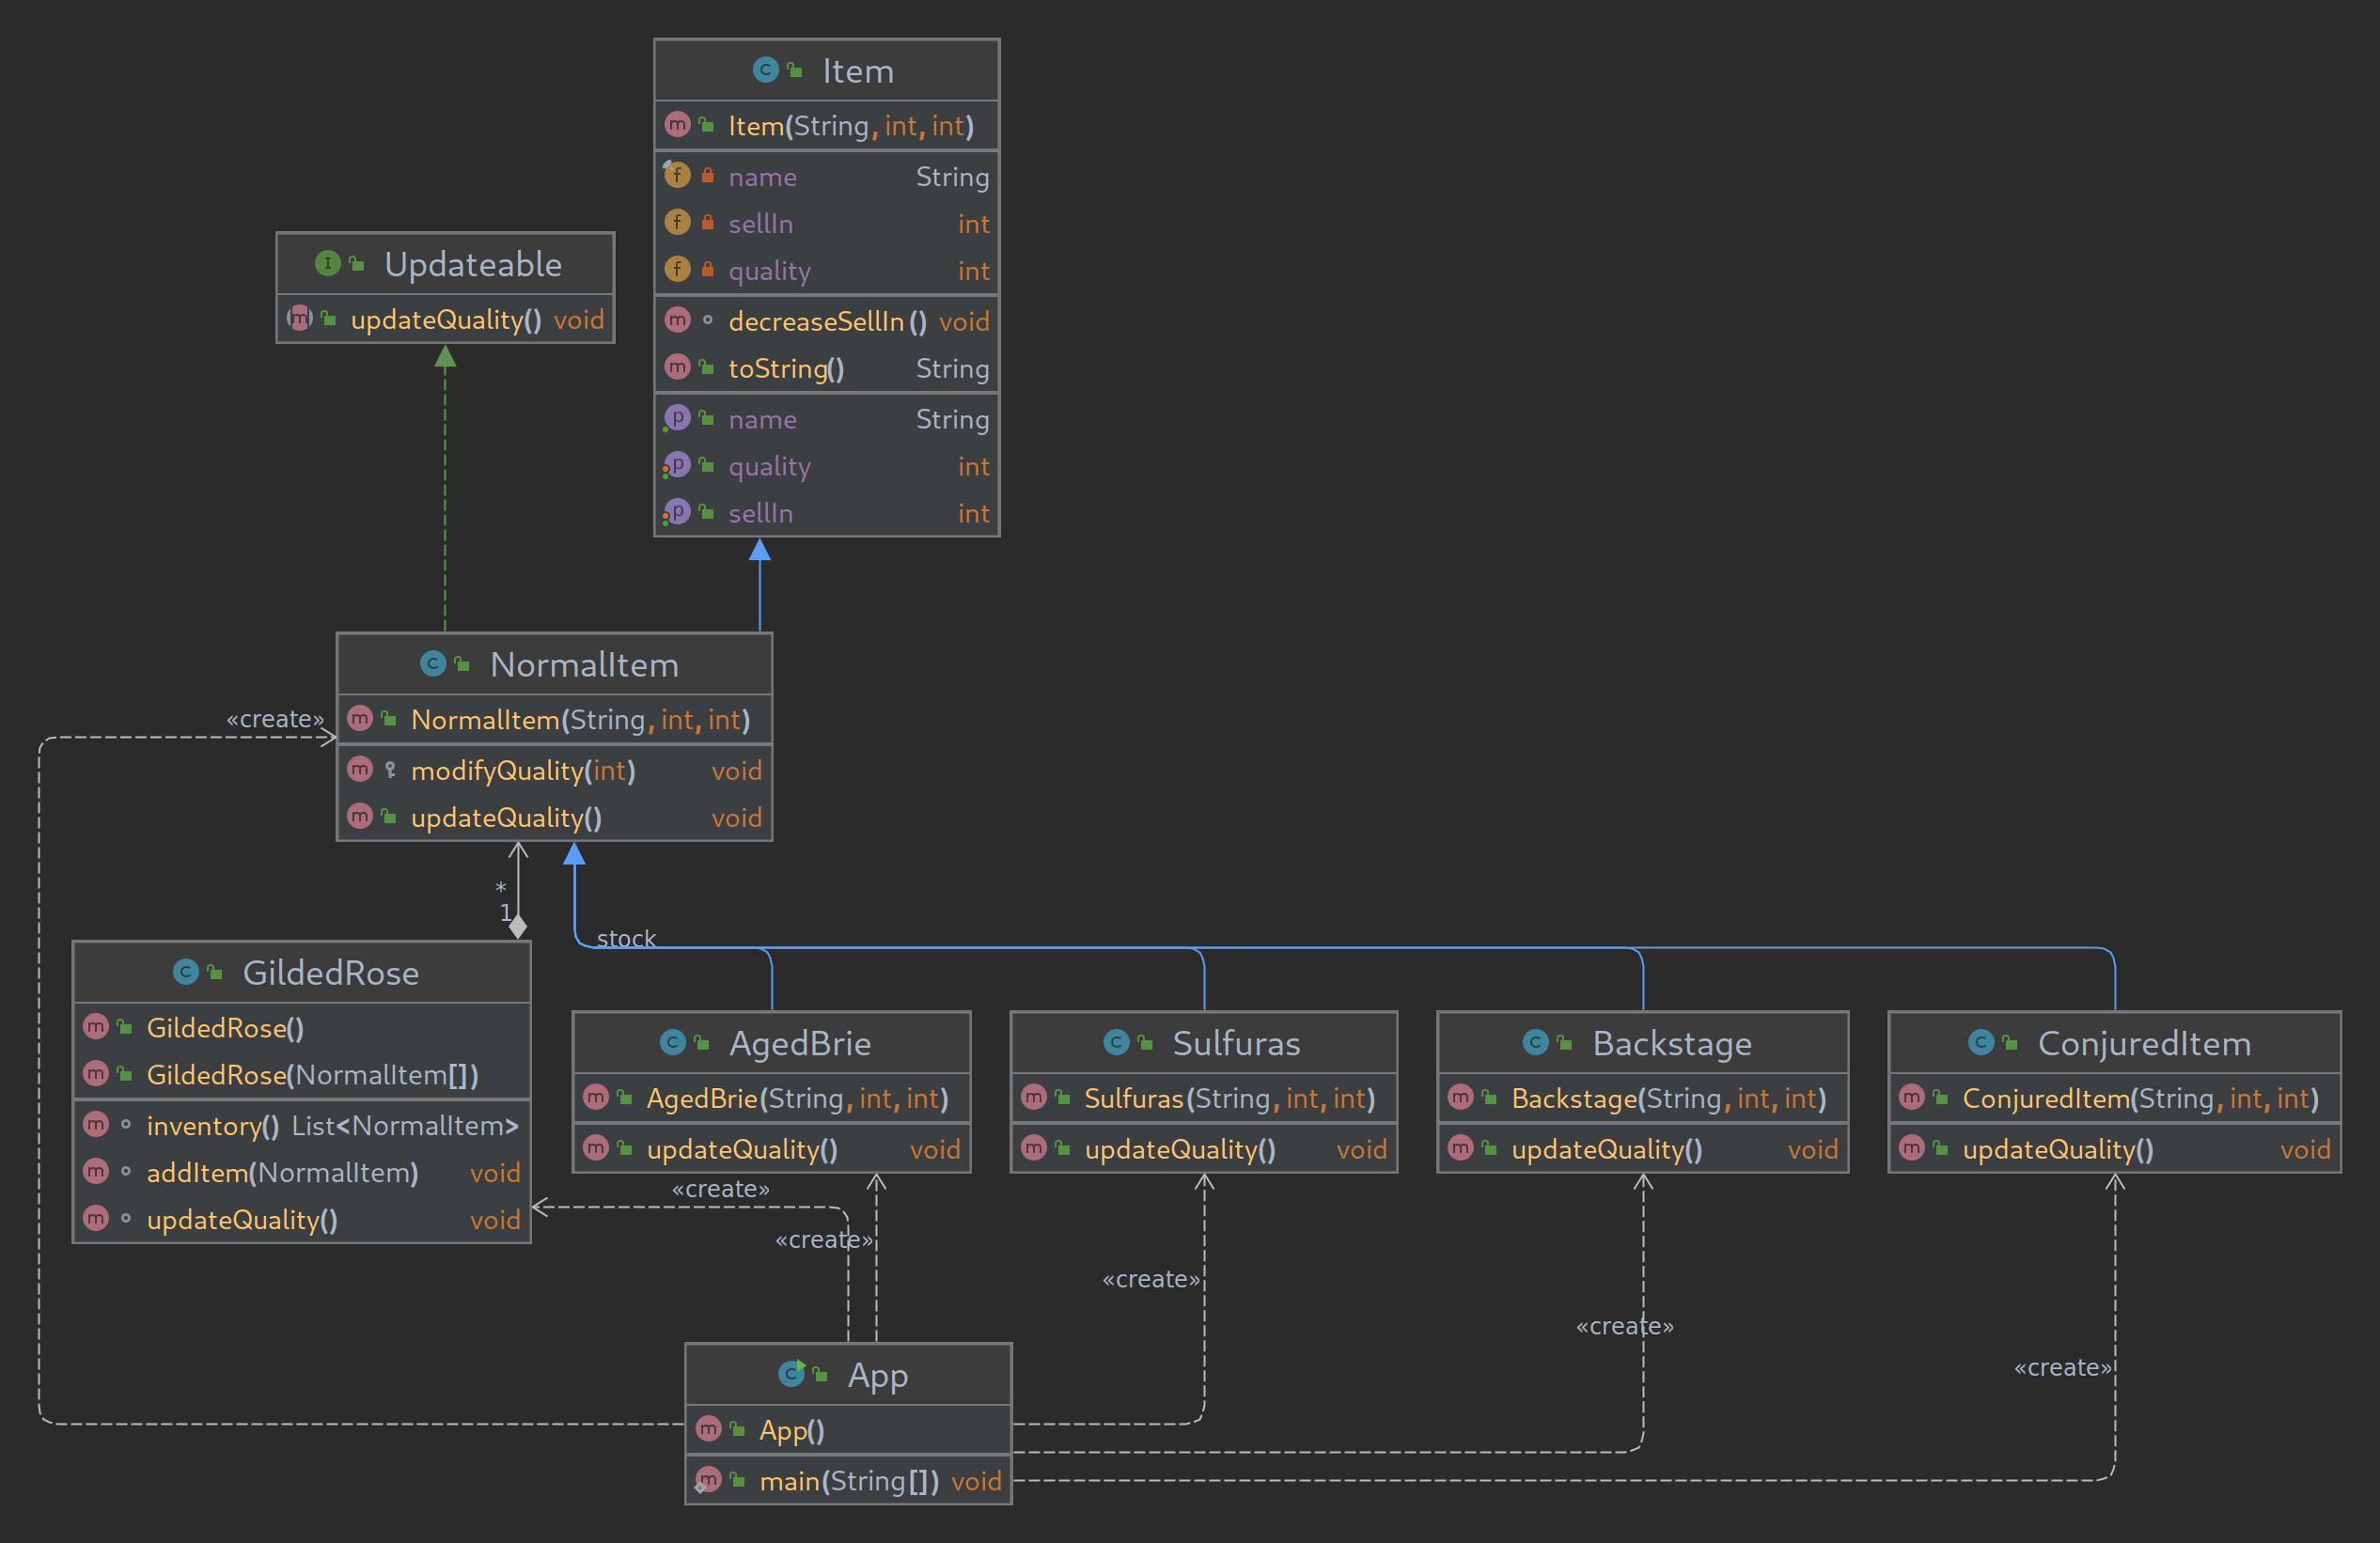 Item
Item(String, int, int)
name String
sellIn int
quality int
decreaseSellIn() void
toString() String
name String
quality int
sellIn int
Updateable
updateQuality() void
NormalItem
NormalItem(String, int, int)
modifyQuality(int) void
updateQuality() void
«create»
*
1
stock
GildedRose
GildedRose()
GildedRose(NormalItem[])
inventory() List<NormalItem>
addItem(NormalItem) void
updateQuality() void
AgedBrie
AgedBrie(String, int, int)
updateQuality() void
Sulfuras
Sulfuras(String, int, int)
updateQuality() void
Backstage
Backstage(String, int, int)
updateQuality() void
ConjuredItem
ConjuredItem(String, int, int)
updateQuality() void
«create»
«create»
«create»
«create»
«create»
App
App()
main(String[]) void